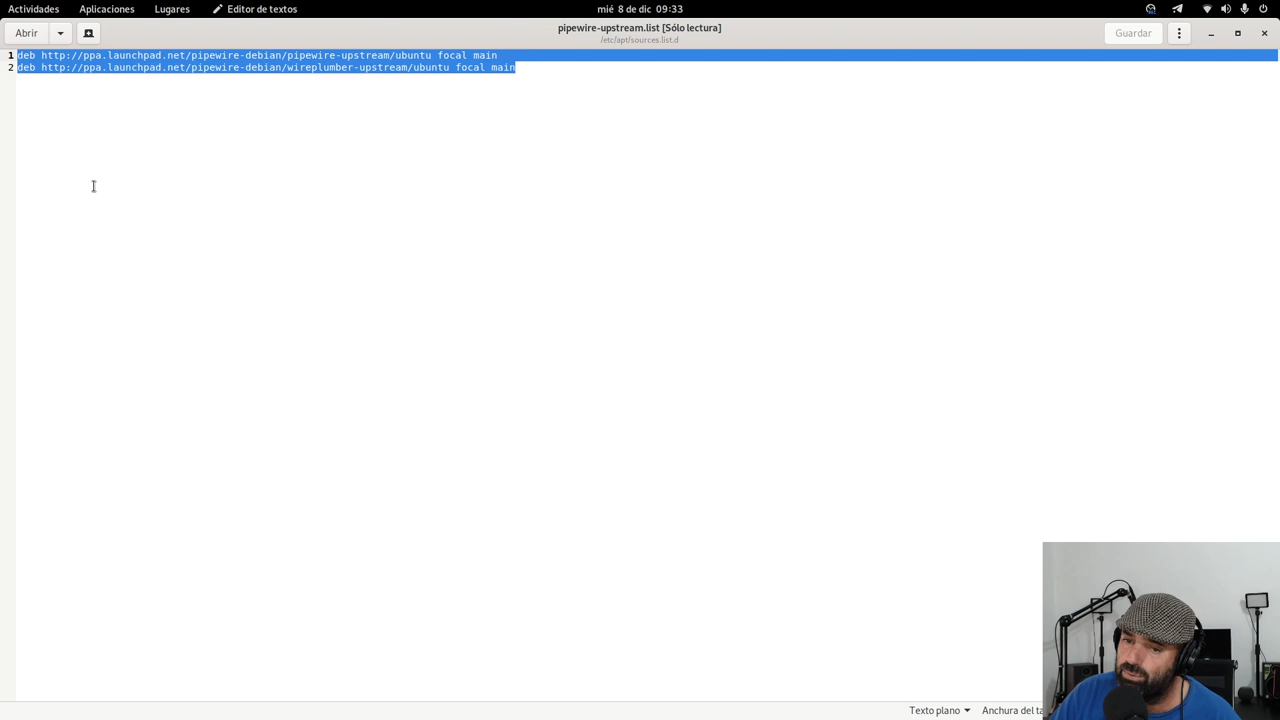 Actividades Aplicaciones Lugares Editor de textos mié 8 de dic 09:33
Abrir pipewire-upstream.list [Sólo lectura] Guardar
/etc/apt/sources.list.d
1 deb http://ppa.launchpad.net/pipewire-debian/pipewire-upstream/ubuntu focal main
2 deb http://ppa.launchpad.net/pipewire-debian/wireplumber-upstream/ubuntu focal main
Texto plano Anchura del ta